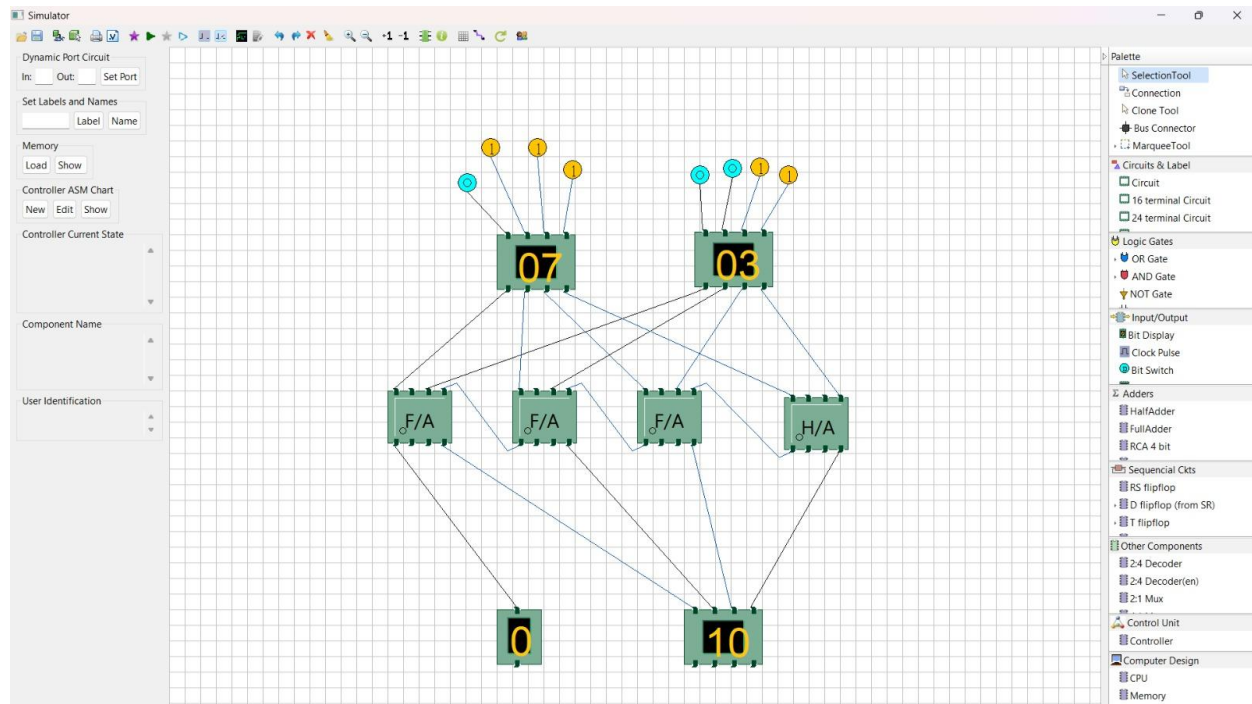 Simulator
+1 -1
Dynamic Port Circuit
In: Out: Set Port
Set Labels and Names
Label Name
Memory
Load Show
Controller ASM Chart
New Edit Show
Controller Current State
Component Name
User Identification
1 1 1 0
0 0 1 1
07 03
F/A F/A F/A H/A
0 10
Palette
SelectionTool
Connection
Clone Tool
Bus Connector
MarqueeTool
Circuits & Label
Circuit
16 terminal Circuit
24 terminal Circuit
Logic Gates
OR Gate
AND Gate
NOT Gate
Input/Output
Bit Display
Clock Pulse
Bit Switch
Σ Adders
HalfAdder
FullAdder
RCA 4 bit
Sequential Ckts
RS flipflop
D flipflop (from SR)
T flipflop
Other Components
2:4 Decoder
2:4 Decoder(en)
2:1 Mux
Control Unit
Controller
Computer Design
CPU
Memory